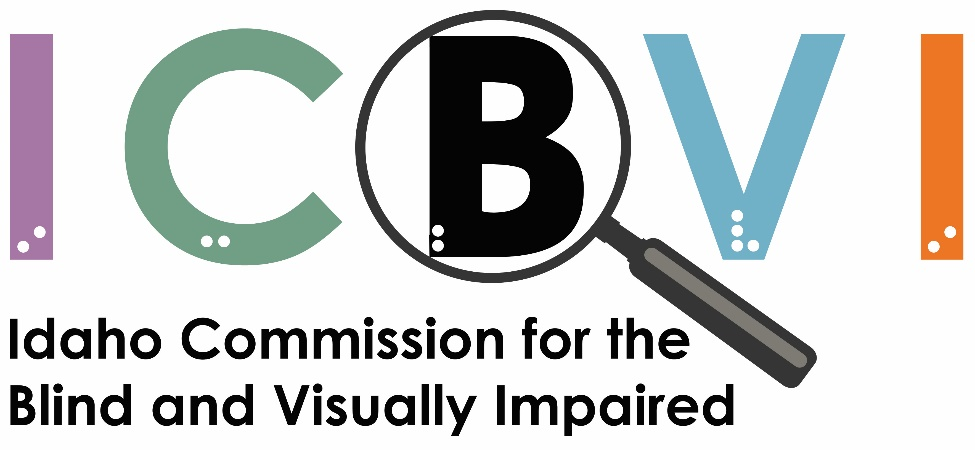 ICBVI
Idaho Commission for the
Blind and Visually Impaired